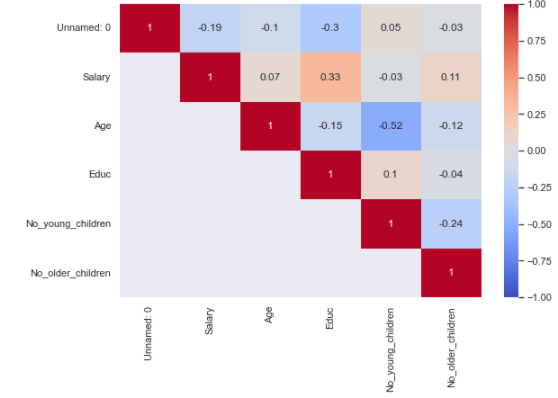 Unnamed: 0 1 -0.19 -0.1 -0.3 0.05 -0.03
Salary 1 0.07 0.33 -0.03 0.11
Age 1 -0.15 -0.52 -0.12
Educ 1 0.1 -0.04
No_young_children 1 -0.24
No_older_children 1
Unnamed: 0
Salary
Age
Educ
No_young_children
No_older_children
1.00
0.75
0.50
0.25
0.00
−0.25
−0.50
−0.75
−1.00